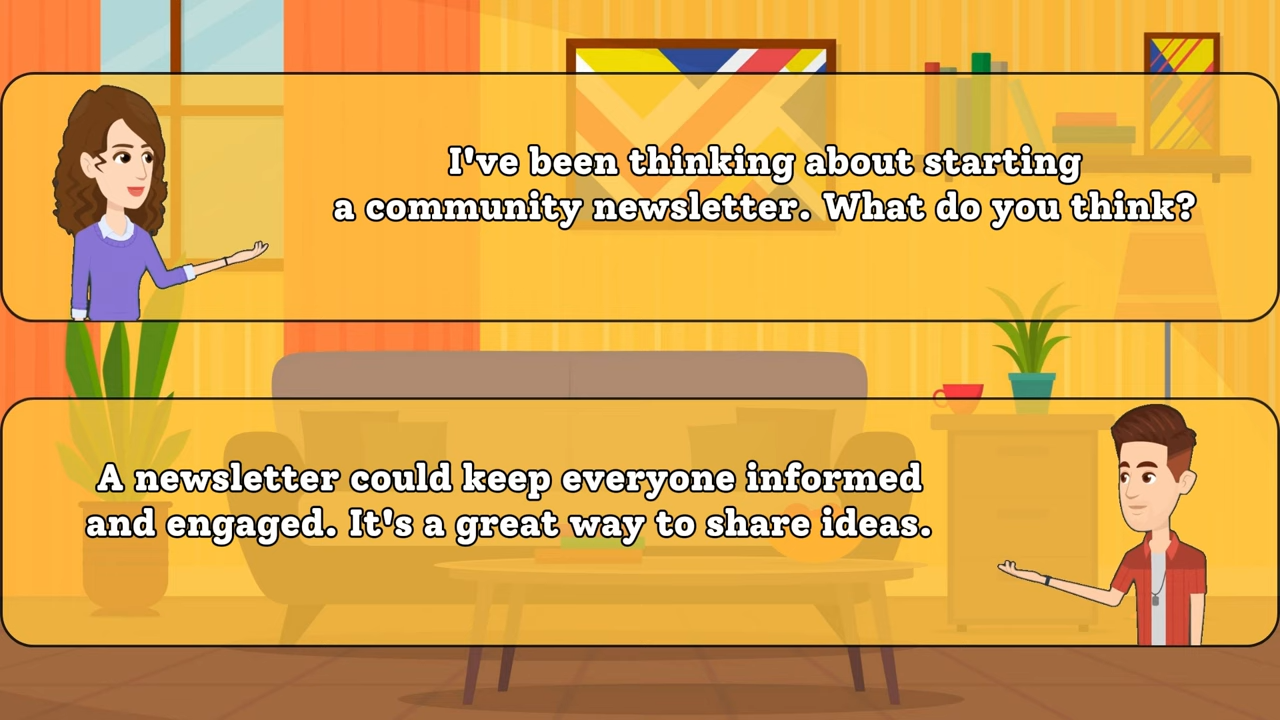 I've been thinking about starting
a community newsletter. What do you think?
A newsletter could keep everyone informed
and engaged. It's a great way to share ideas.